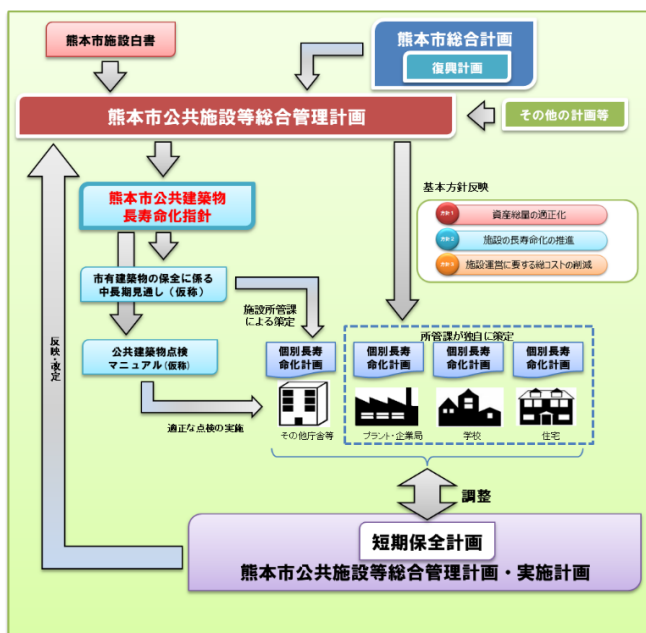 熊本市施設白書
熊本市総合計画
復興計画
熊本市公共施設等総合管理計画
その他の計画等
基本方針反映
方針1 資産総量の適正化
方針2 施設の長寿命化の推進
方針3 施設運営に要する総コストの削減
熊本市公共建築物
長寿命化指針
市有建築物の保全に係る
中長期見通し（仮称）
施設所管課
による策定
公共建築物点検
マニュアル(仮称)
適正な点検の実施
反映・改定
所管課が独自に策定
個別長寿
命化計画
その他庁舎等
個別長寿
命化計画
プラント・企業局
個別長寿
命化計画
学校
個別長寿
命化計画
住宅
調整
短期保全計画
熊本市公共施設等総合管理計画・実施計画